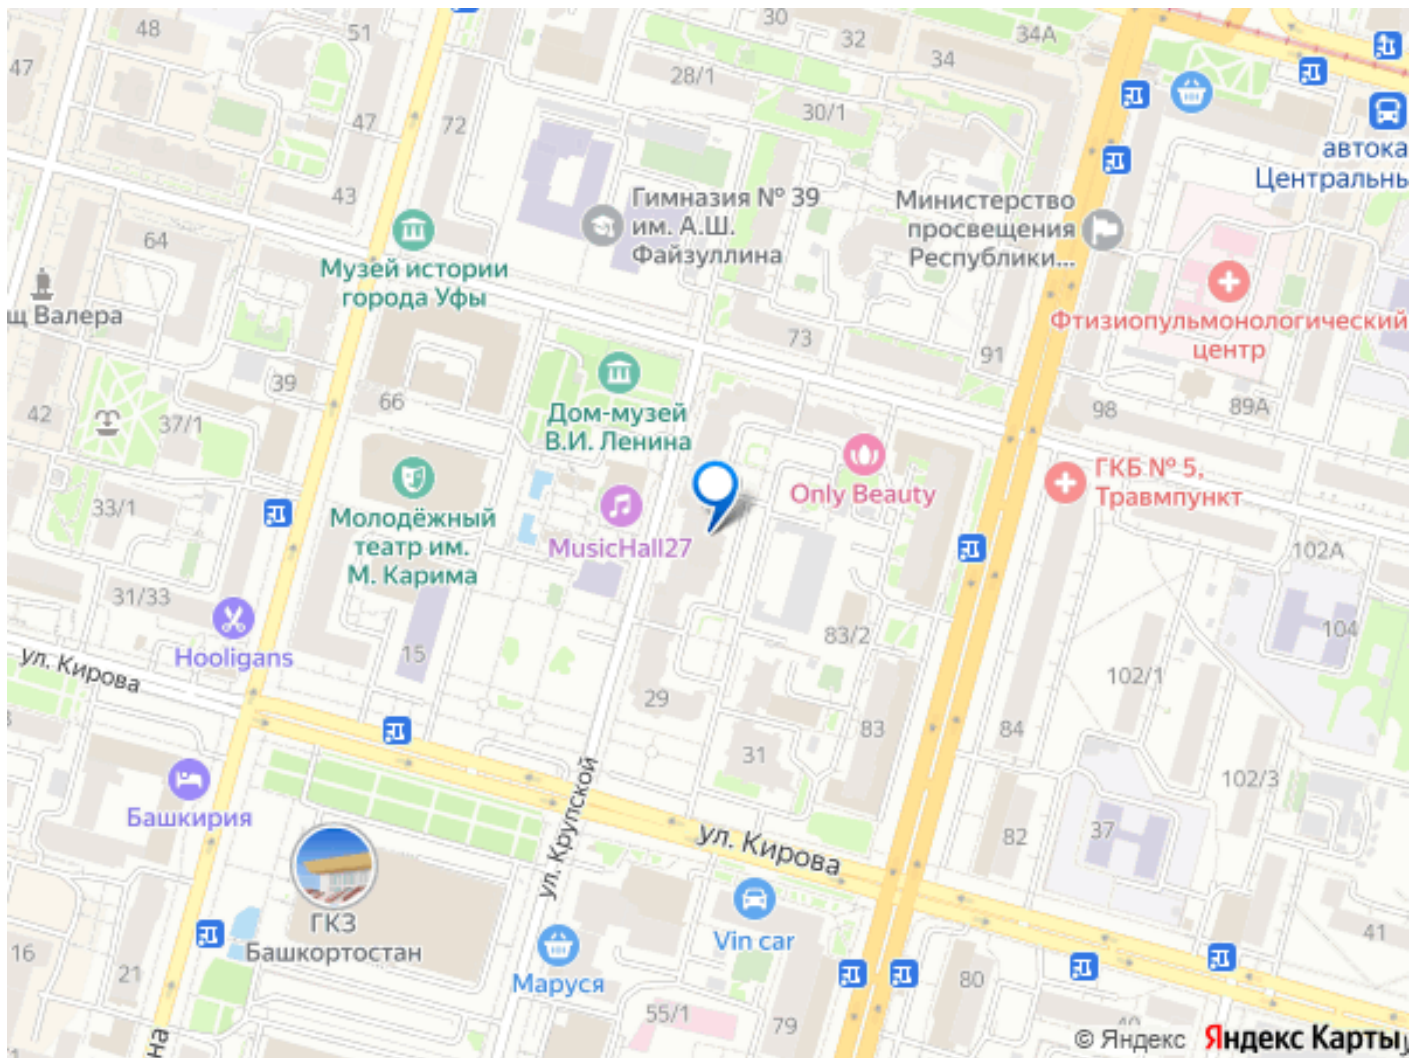 48
51
30
32
34
34А
47
28/1
30/1
47
72
43
64
автока
Центральнь
Гимназия № 39
им. А.Ш.
Файзуллина
Министерство
просвещения
Республики...
Музей истории
города Уфы
щ Валера
Фтизиопульмонологический
центр
73
91
39
42
37/1
66
Дом-музей
В.И. Ленина
98
89А
Only Beauty
ГКБ № 5,
Травмпункт
33/1
Молодёжный
театр им.
М. Карима
MusicHall27
102А
31/33
Hooligans
15
83/2
104
102/1
ул. Кирова
29
83
84
31
102/3
Башкирия
ул. Крупской
ул. Кирова
82
37
ГКЗ
Башкортостан
Vin car
Маруся
16
21
80
41
55/1
79
на
© Яндекс Яндекс Карты